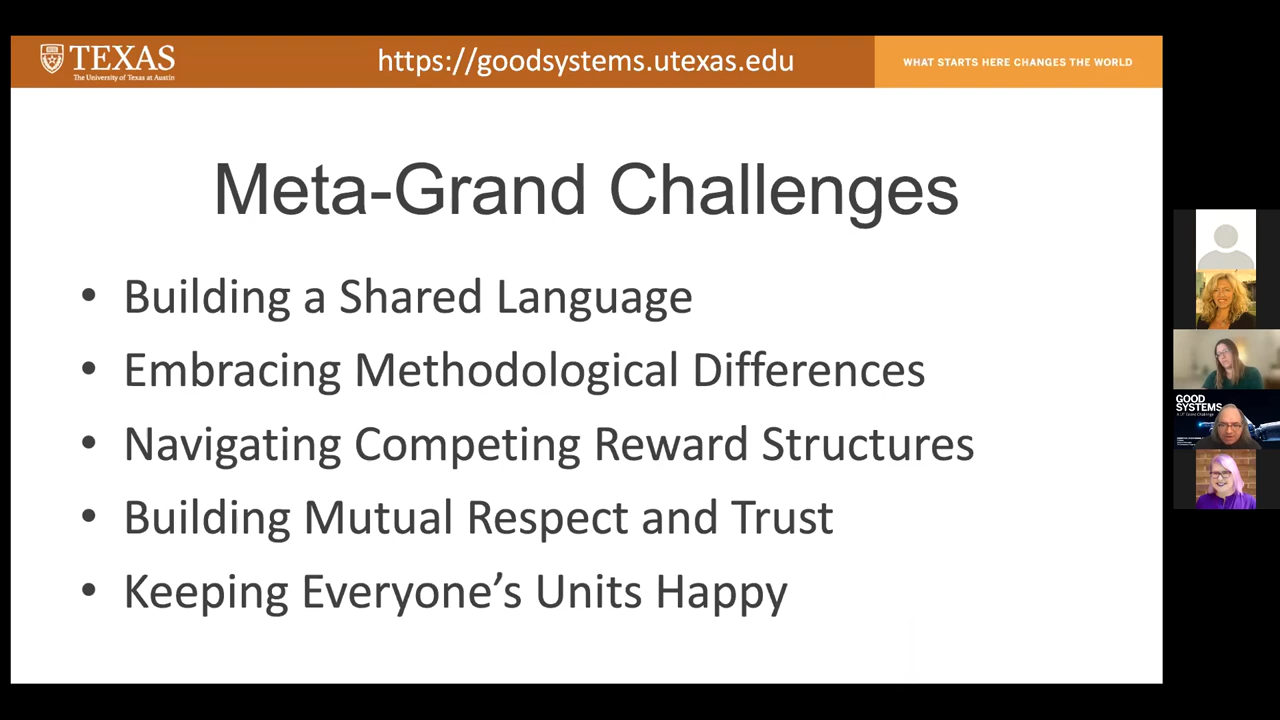 TEXAS
The University of Texas at Austin
https://goodsystems.utexas.edu
WHAT STARTS HERE CHANGES THE WORLD
Meta-Grand Challenges
• Building a Shared Language
• Embracing Methodological Differences
• Navigating Competing Reward Structures
• Building Mutual Respect and Trust
• Keeping Everyone’s Units Happy
GOOD
SYSTEMS